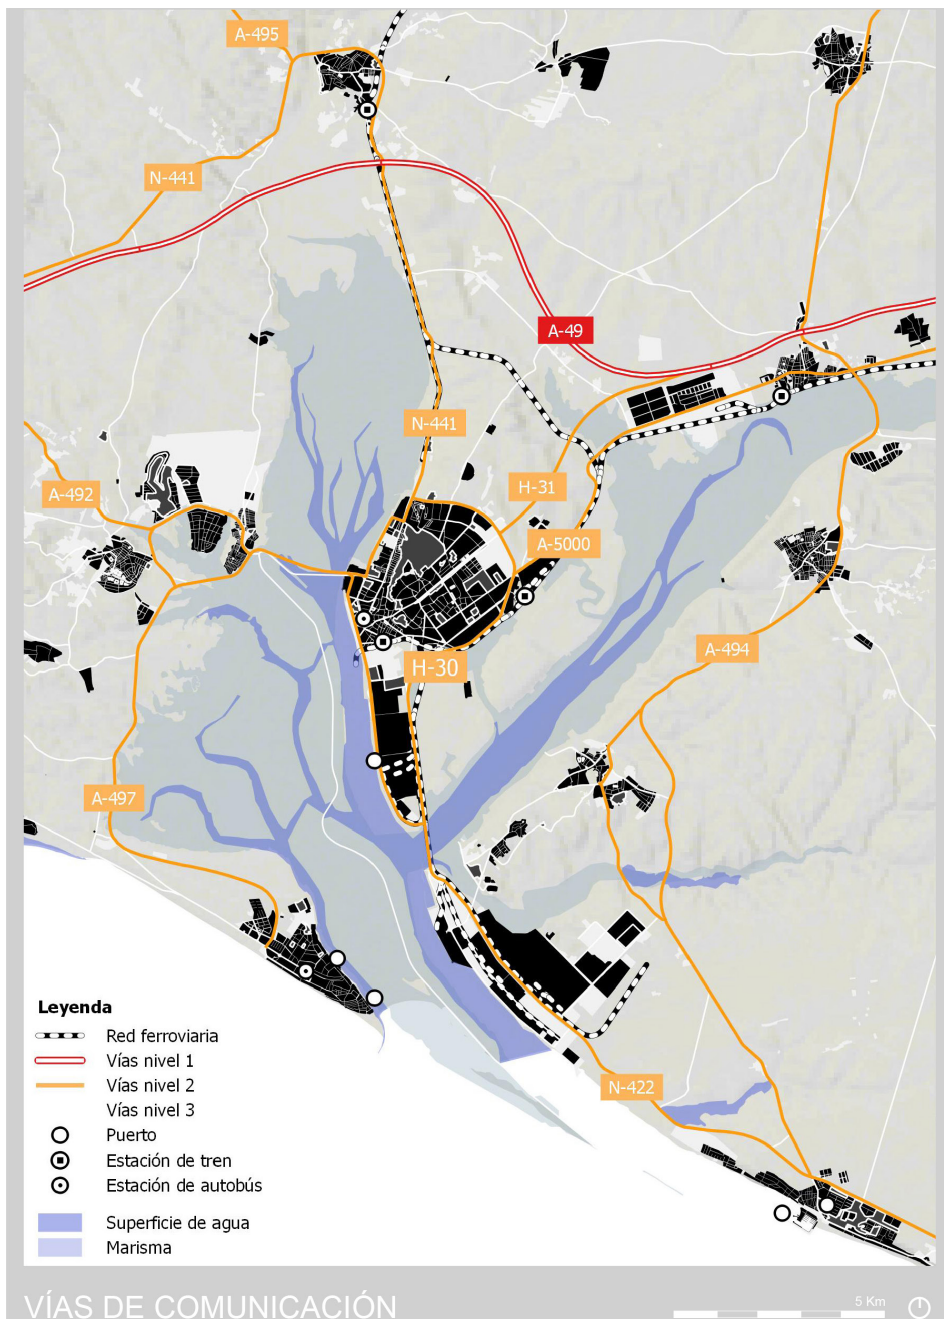 A-495
N-441
A-49
N-441
A-492
H-31
A-5000
A-494
H-30
A-497
Leyenda
Red ferroviaria
Vías nivel 1
Vías nivel 2
Vías nivel 3
Puerto
Estación de tren
Estación de autobús
Superficie de agua
Marisma
N-422
VÍAS DE COMUNICACIÓN
5 Km